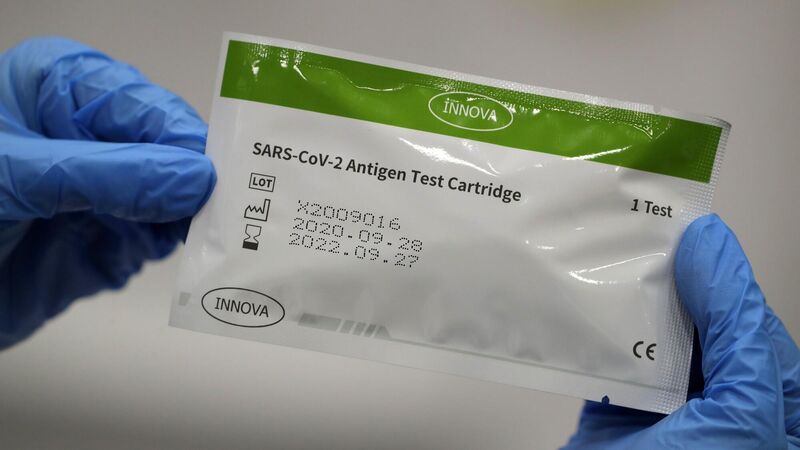 INNOVA
SARS-CoV-2 Antigen Test Cartridge
1 Test
LOT
X2009016
2020.09.28
2022.09.27
INNOVA
CE